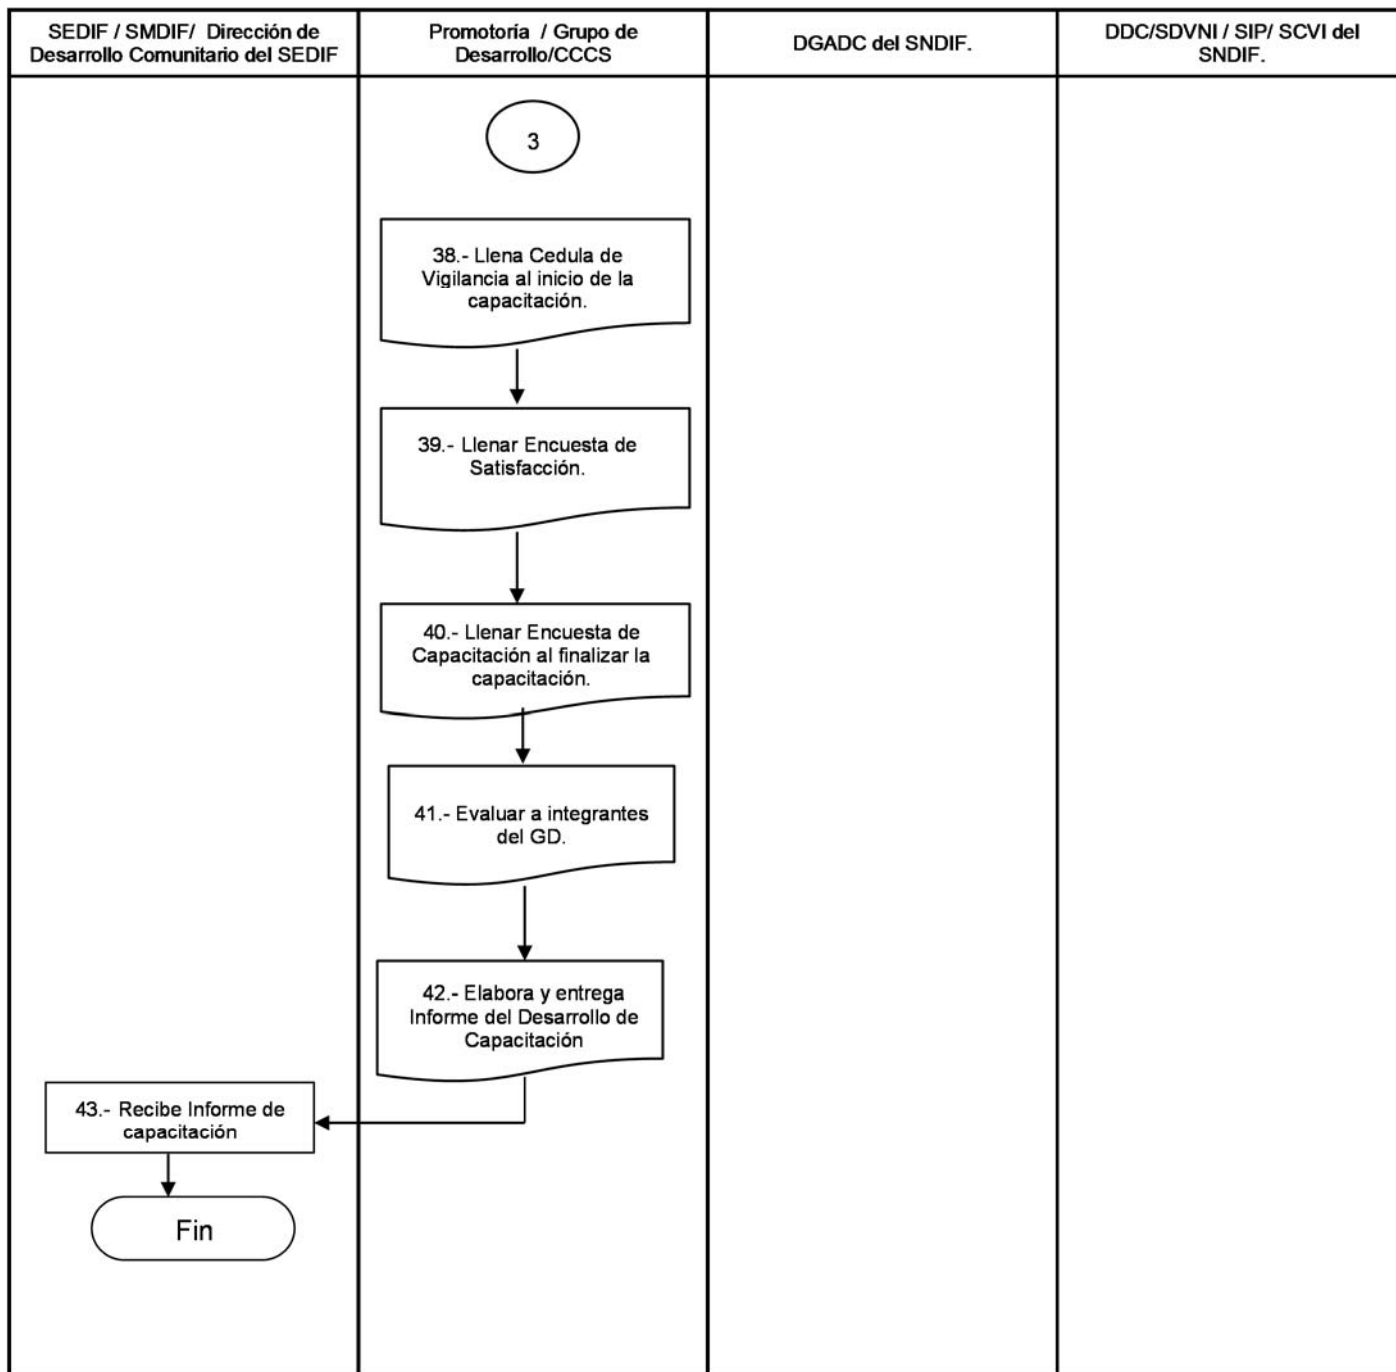 SEDIF / SMDIF/ Dirección de
Desarrollo Comunitario del SEDIF
Promotoría / Grupo de
Desarrollo/CCCS
DGADC del SNDIF.
DDC/SDVNI / SIP/ SCVI del
SNDIF.
3
38.- Llena Cedula de
Vigilancia al inicio de la
capacitación.
39.- Llenar Encuesta de
Satisfacción.
40.- Llenar Encuesta de
Capacitación al finalizar la
capacitación.
41.- Evaluar a integrantes
del GD.
42.- Elabora y entrega
Informe del Desarrollo de
Capacitación
43.- Recibe Informe de
capacitación
Fin